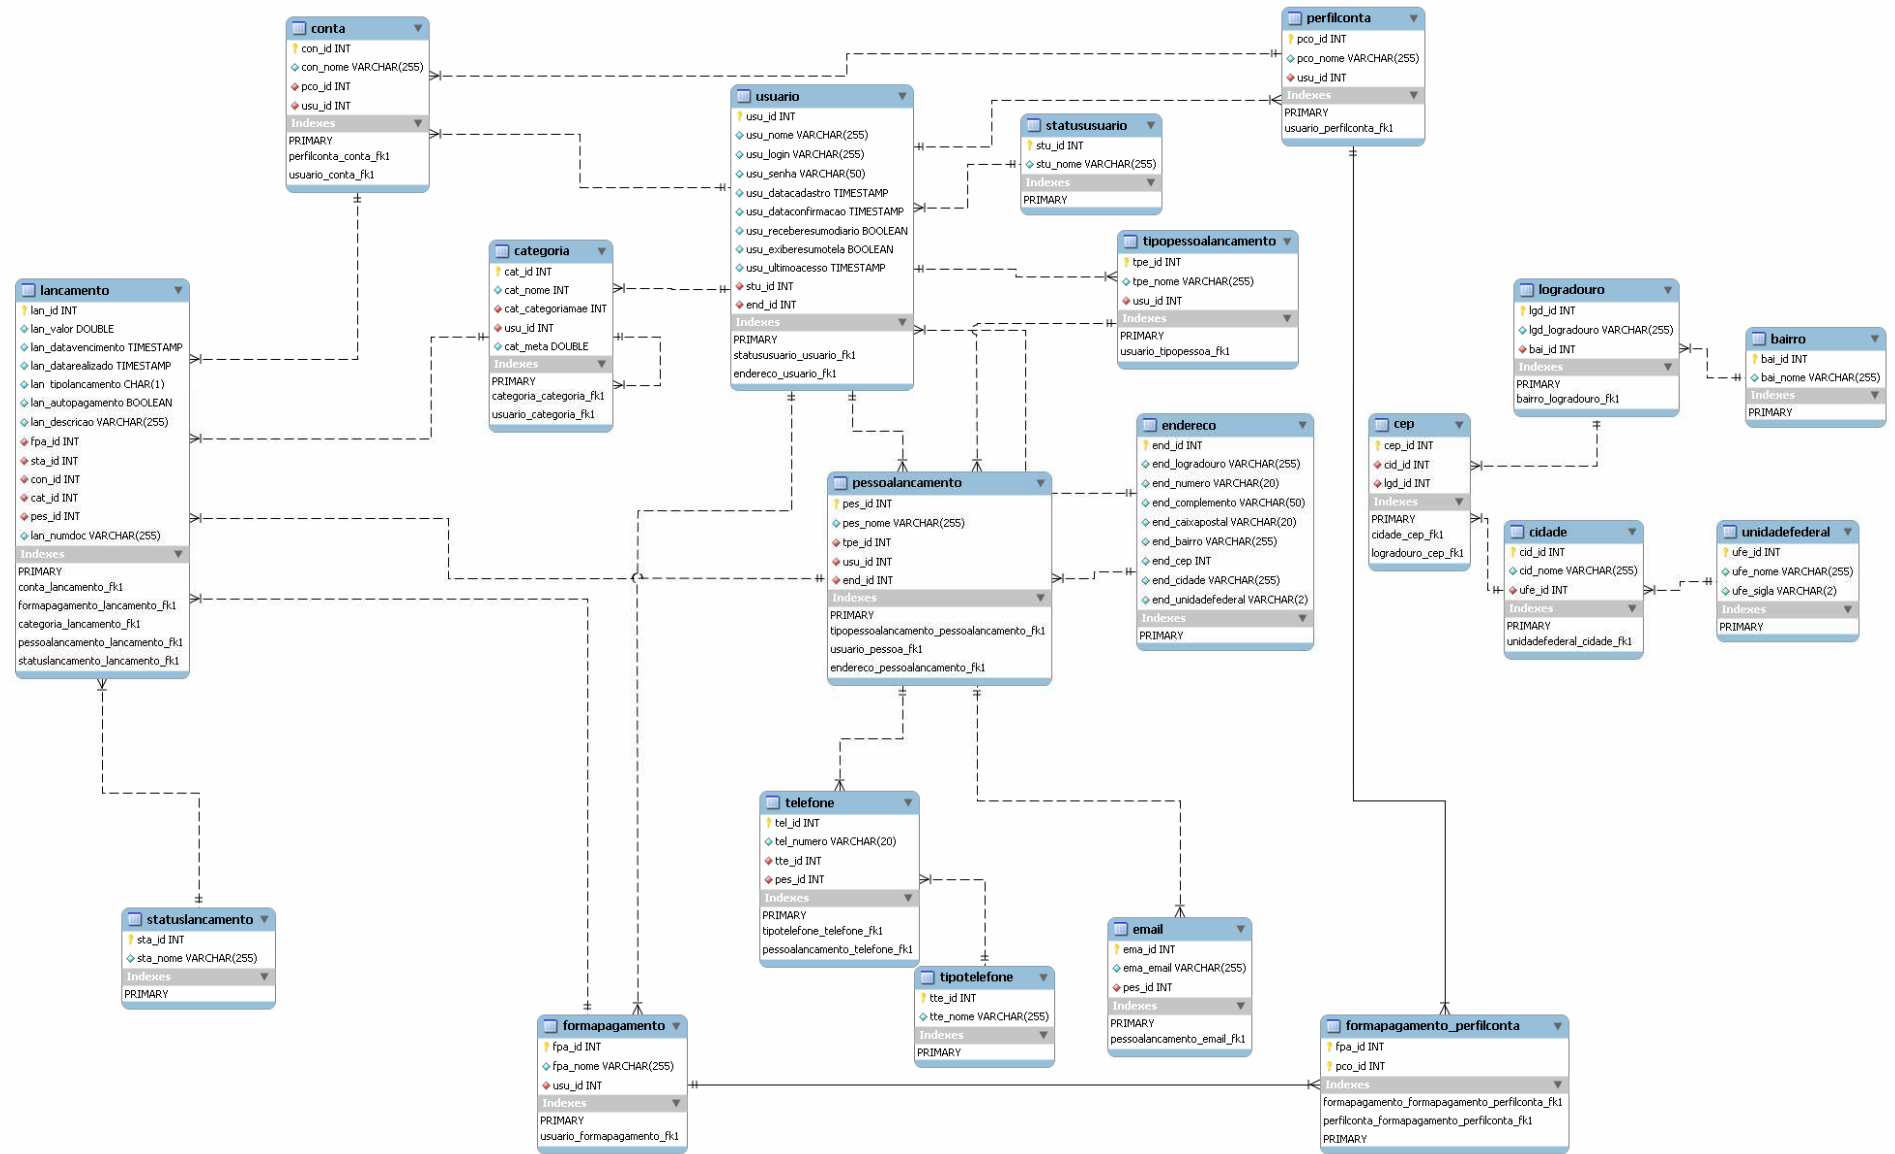 conta
con_id INT
con_nome VARCHAR(255)
pco_id INT
usu_id INT
Indexes
PRIMARY
perfilconta_conta_fk1
usuario_conta_fk1
perfilconta
pco_id INT
pco_nome VARCHAR(255)
usu_id INT
Indexes
PRIMARY
usuario_perfilconta_fk1
usuario
usu_id INT
usu_nome VARCHAR(255)
usu_login VARCHAR(255)
usu_senha VARCHAR(50)
usu_datacadastro TIMESTAMP
usu_dataconfirmacao TIMESTAMP
usu_receberesumodiario BOOLEAN
usu_exiberesumotela BOOLEAN
usu_ultimoacesso TIMESTAMP
stu_id INT
end_id INT
Indexes
PRIMARY
statususuario_usuario_fk1
endereco_usuario_fk1
statususuario
stu_id INT
stu_nome VARCHAR(255)
Indexes
PRIMARY
categoria
cat_id INT
cat_nome INT
cat_categoriamae INT
usu_id INT
cat_meta DOUBLE
Indexes
PRIMARY
categoria_categoria_fk1
usuario_categoria_fk1
tipopessoalancamento
tpe_id INT
tpe_nome VARCHAR(255)
usu_id INT
Indexes
PRIMARY
usuario_tipopessoa_fk1
lancamento
lan_id INT
lan_valor DOUBLE
lan_datavencimento TIMESTAMP
lan_datarealizado TIMESTAMP
lan_tipolancamento CHAR(1)
lan_autopagamento BOOLEAN
lan_descricao VARCHAR(255)
fpa_id INT
sta_id INT
con_id INT
cat_id INT
pes_id INT
lan_numdoc VARCHAR(255)
Indexes
PRIMARY
conta_lancamento_fk1
formapagamento_lancamento_fk1
categoria_lancamento_fk1
pessoalancamento_lancamento_fk1
statuslancamento_lancamento_fk1
logradouro
lgd_id INT
lgd_logradouro VARCHAR(255)
bai_id INT
Indexes
PRIMARY
bairro_logradouro_fk1
bairro
bai_id INT
bai_nome VARCHAR(255)
Indexes
PRIMARY
endereco
end_id INT
end_logradouro VARCHAR(255)
end_numero VARCHAR(20)
end_complemento VARCHAR(50)
end_caixapostal VARCHAR(20)
end_bairro VARCHAR(255)
end_cep INT
end_cidade VARCHAR(255)
end_unidadefederal VARCHAR(2)
Indexes
PRIMARY
cep
cep_id INT
cid_id INT
lgd_id INT
Indexes
PRIMARY
cidade_cep_fk1
logradouro_cep_fk1
pessoalancamento
pes_id INT
pes_nome VARCHAR(255)
tpe_id INT
usu_id INT
end_id INT
Indexes
PRIMARY
tipopessoalancamento_pessoalancamento_fk1
usuario_pessoa_fk1
endereco_pessoalancamento_fk1
cidade
cid_id INT
cid_nome VARCHAR(255)
ufe_id INT
Indexes
PRIMARY
unidadefederal_cidade_fk1
unidadefederal
ufe_id INT
ufe_nome VARCHAR(255)
ufe_sigla VARCHAR(2)
Indexes
PRIMARY
telefone
tel_id INT
tel_numero VARCHAR(20)
tte_id INT
pes_id INT
Indexes
PRIMARY
tipotelefone_telefone_fk1
pessoalancamento_telefone_fk1
statuslancamento
sta_id INT
sta_nome VARCHAR(255)
Indexes
PRIMARY
email
ema_id INT
ema_email VARCHAR(255)
pes_id INT
Indexes
PRIMARY
pessoalancamento_email_fk1
tipotelefone
tte_id INT
tte_nome VARCHAR(255)
Indexes
PRIMARY
formapagamento
fpa_id INT
fpa_nome VARCHAR(255)
usu_id INT
Indexes
PRIMARY
usuario_formapagamento_fk1
formapagamento_perfilconta
fpa_id INT
pco_id INT
Indexes
formapagamento_formapagamento_perfilconta_fk1
perfilconta_formapagamento_perfilconta_fk1
PRIMARY